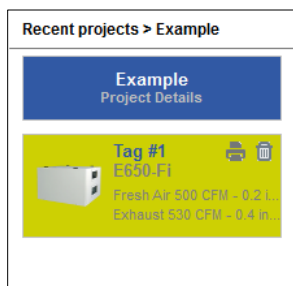 Recent projects > Example
Example
Project Details
Tag #1
E650-Fi
Fresh Air 500 CFM - 0.2 i...
Exhaust 530 CFM - 0.4 in...